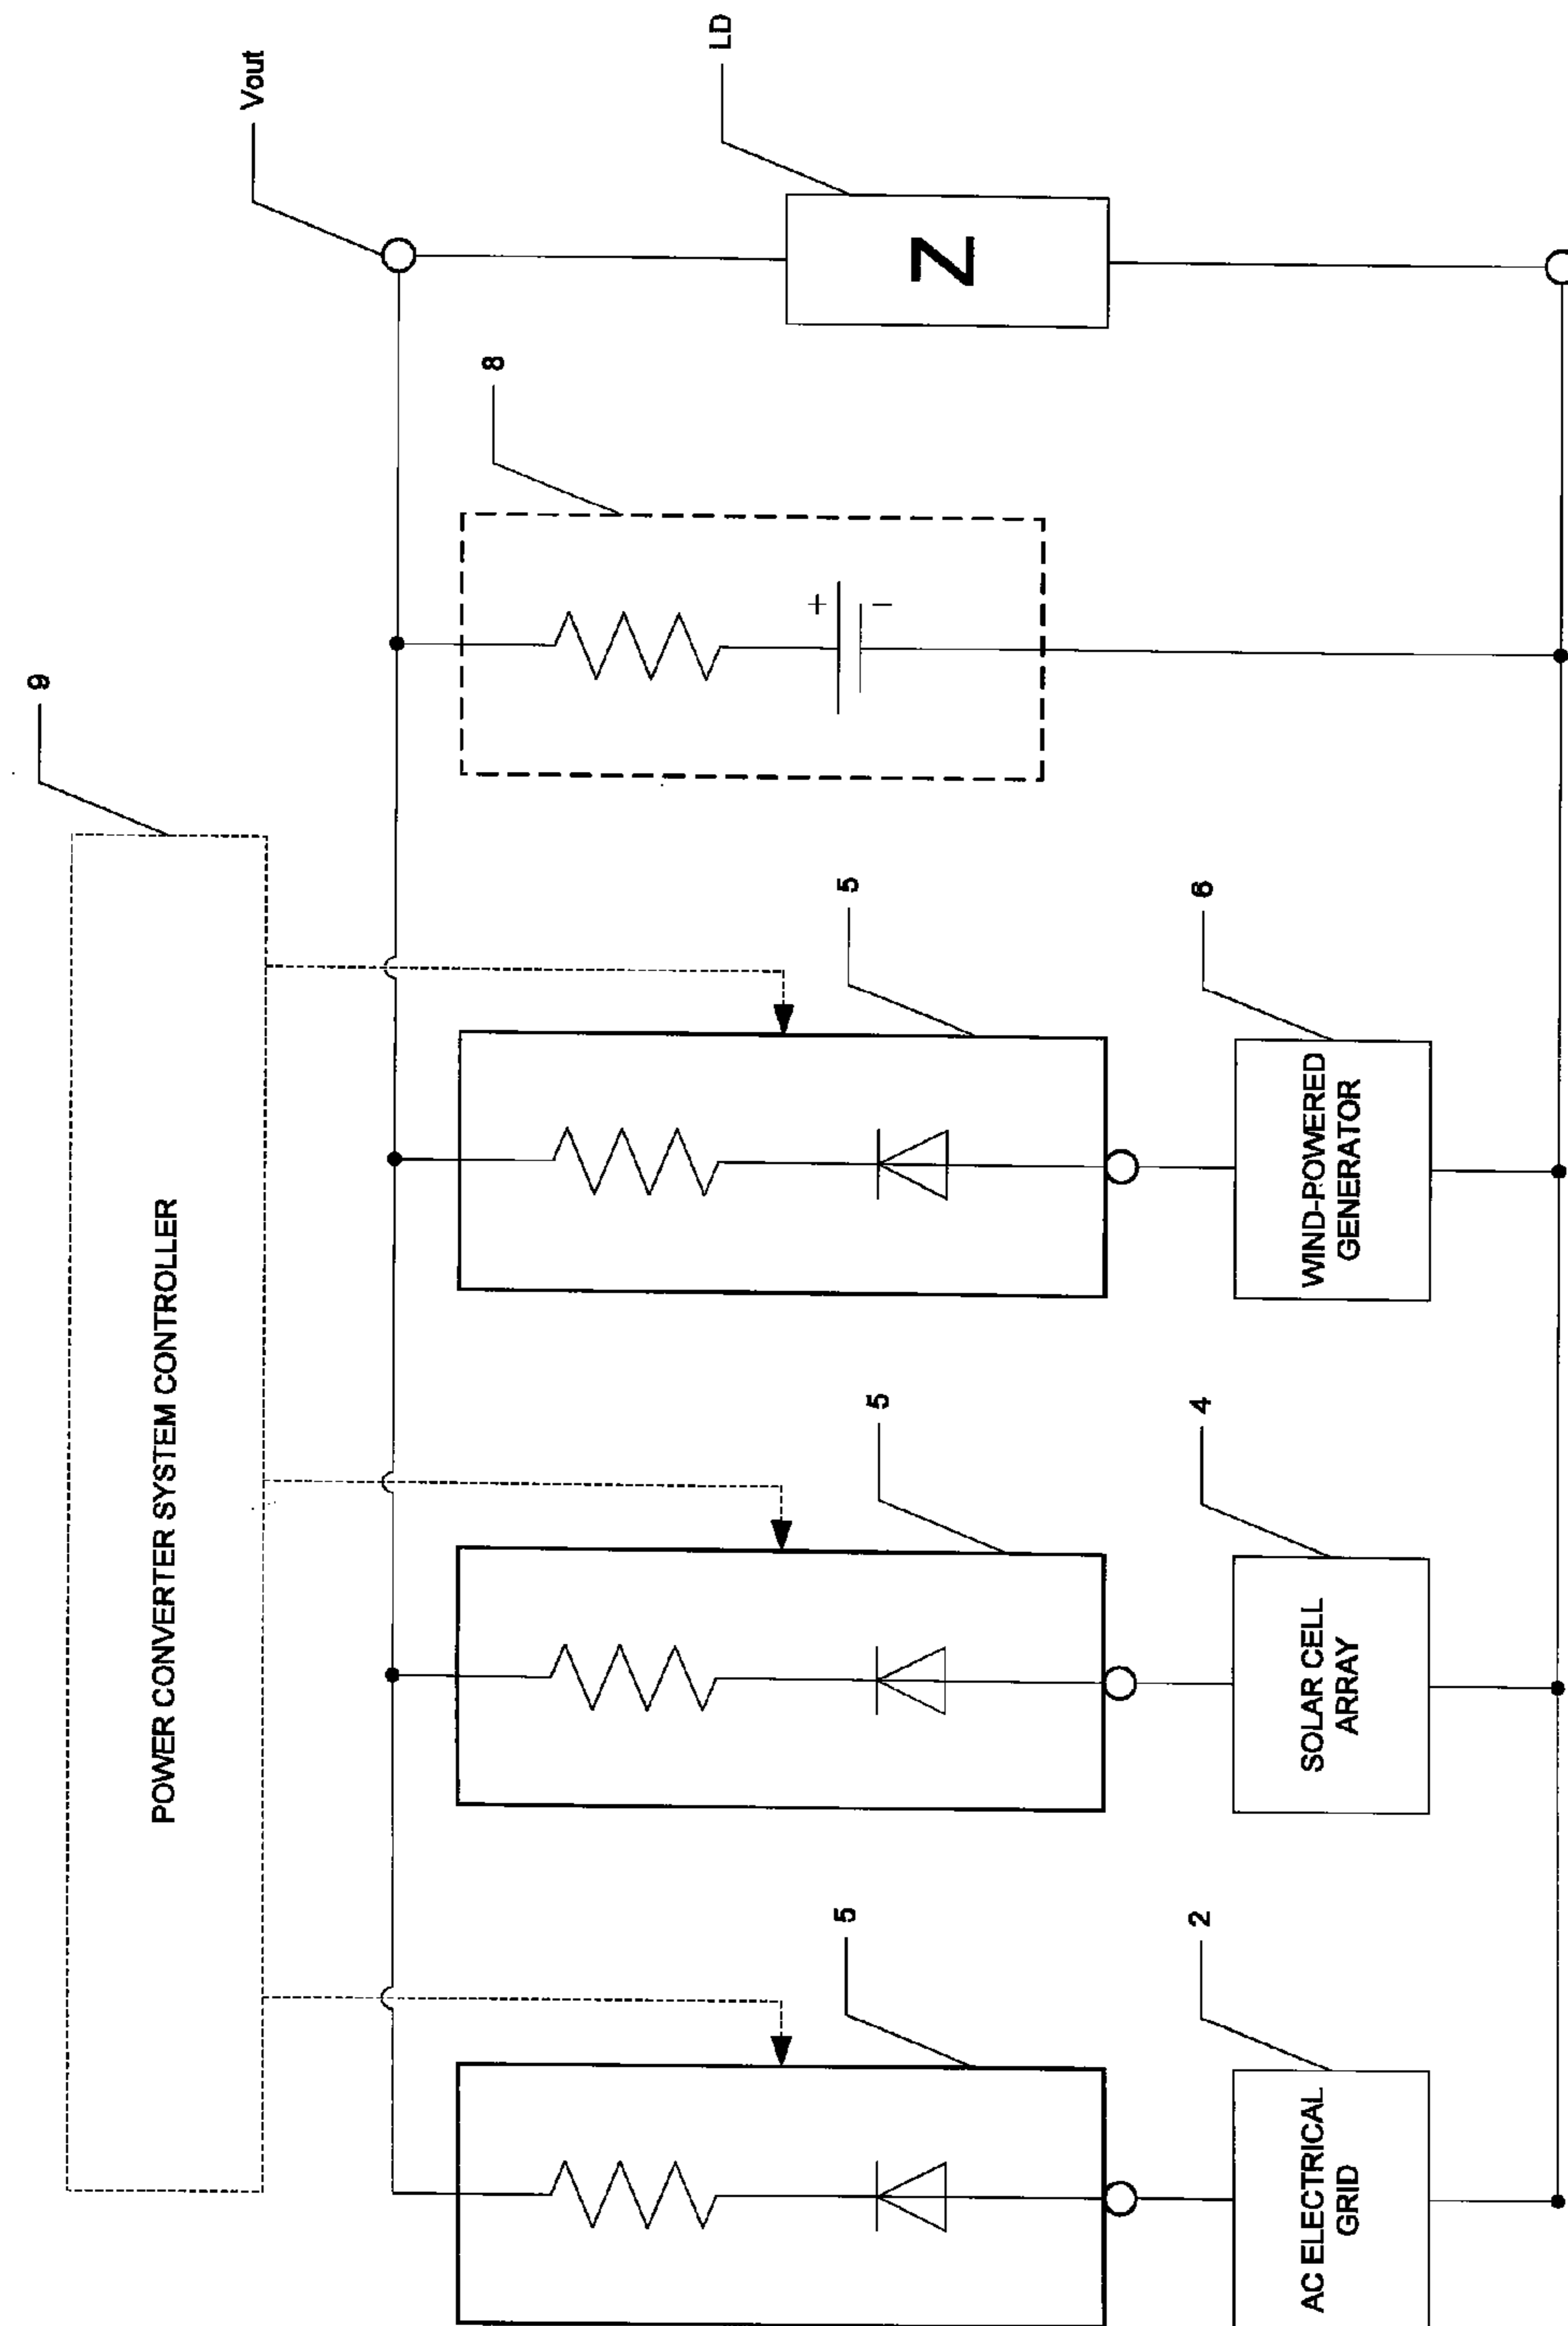 9
POWER CONVERTER SYSTEM CONTROLLER
Vout
8
LD
5
5
5
Z
2
4
6
AC ELECTRICAL
GRID
SOLAR CELL
ARRAY
WIND-POWERED
GENERATOR
+
−